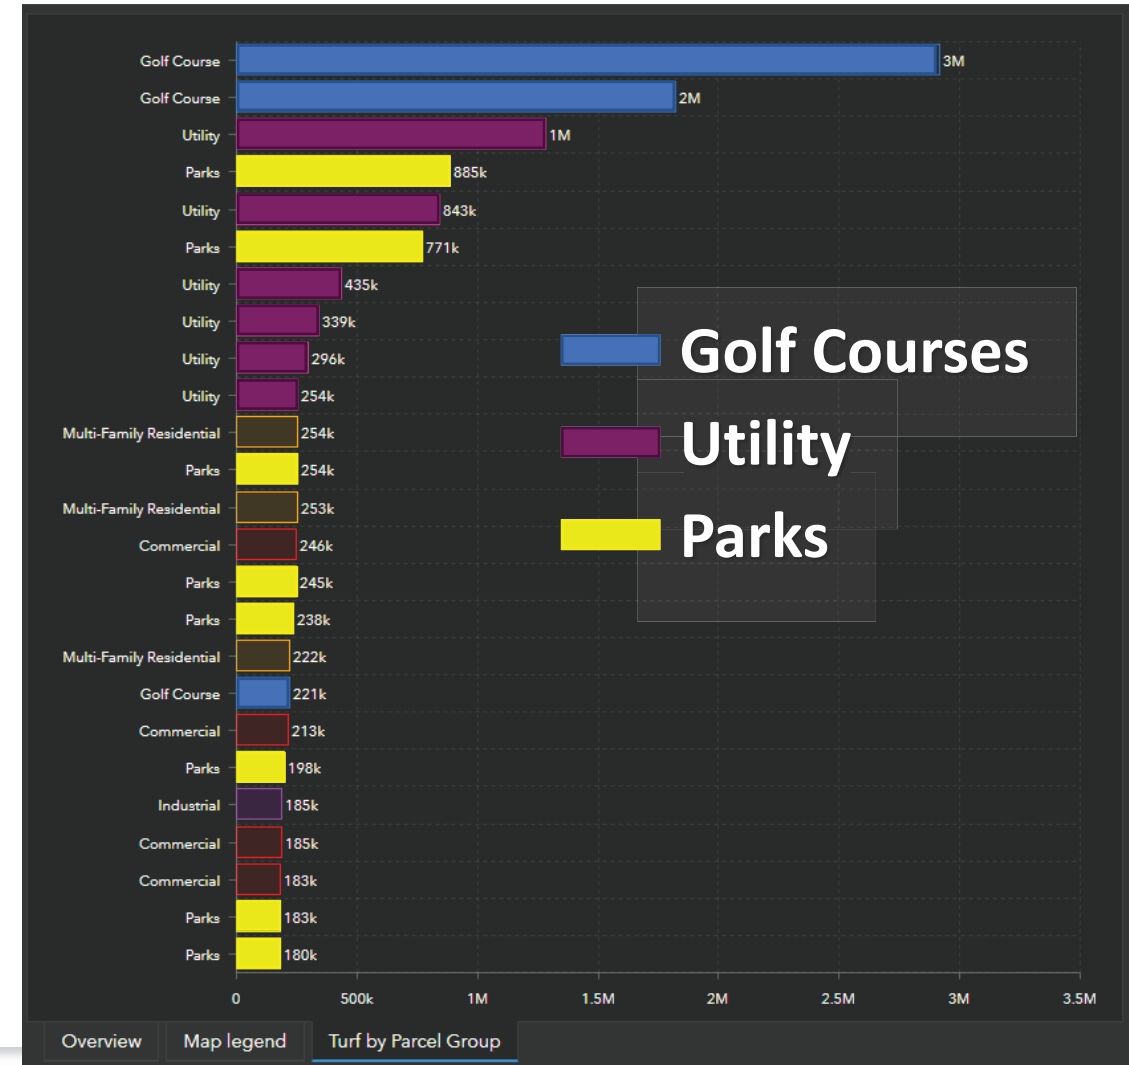 Golf Course 3M
Golf Course 2M
Utility 1M
Parks 885k
Utility 843k
Parks 771k
Utility 435k
Utility 339k
Utility 296k
Utility 254k
Multi-Family Residential 254k
Parks 254k
Multi-Family Residential 253k
Commercial 246k
Parks 245k
Parks 238k
Multi-Family Residential 222k
Golf Course 221k
Commercial 213k
Parks 198k
Industrial 185k
Commercial 185k
Commercial 183k
Parks 183k
Parks 180k
0 500k 1M 1.5M 2M 2.5M 3M 3.5M
Golf Courses
Utility
Parks
Overview Map legend Turf by Parcel Group